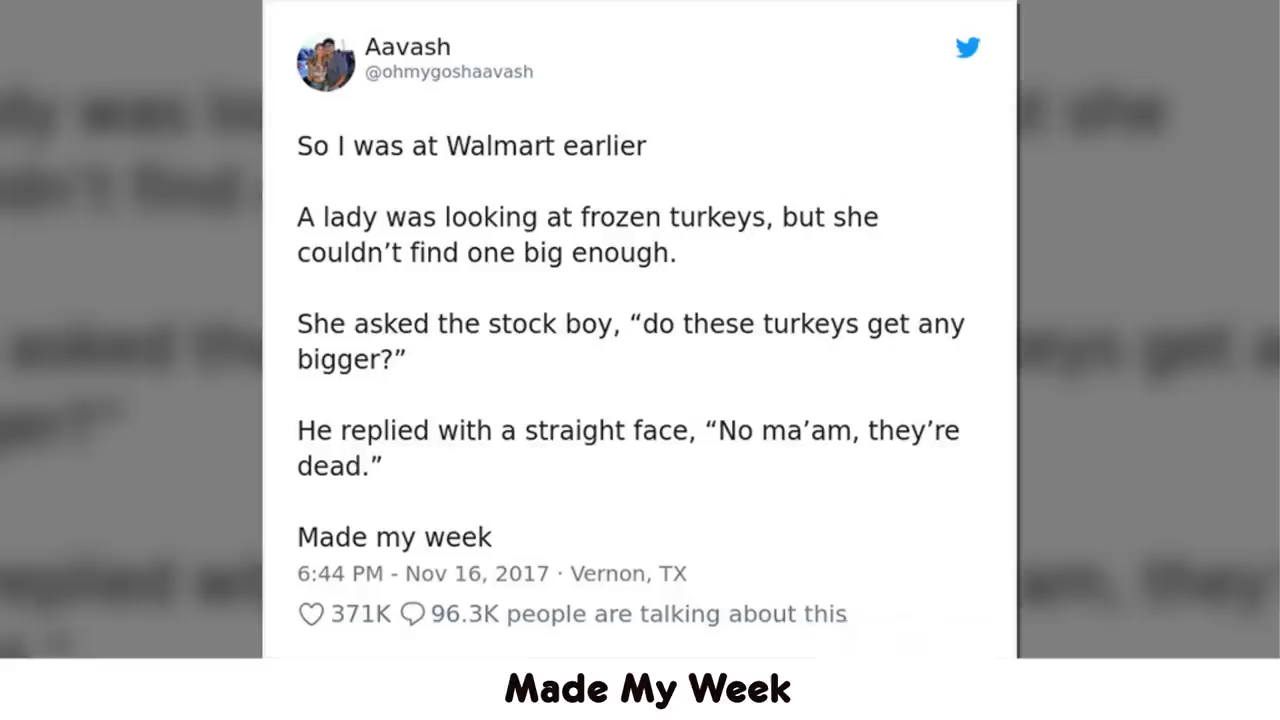 Aavash
@ohmygoshaavash
So I was at Walmart earlier
A lady was looking at frozen turkeys, but she
couldn’t find one big enough.
She asked the stock boy, “do these turkeys get any
bigger?”
He replied with a straight face, “No ma’am, they’re
dead.”
Made my week
6:44 PM - Nov 16, 2017 · Vernon, TX
371K 96.3K people are talking about this
Made My Week